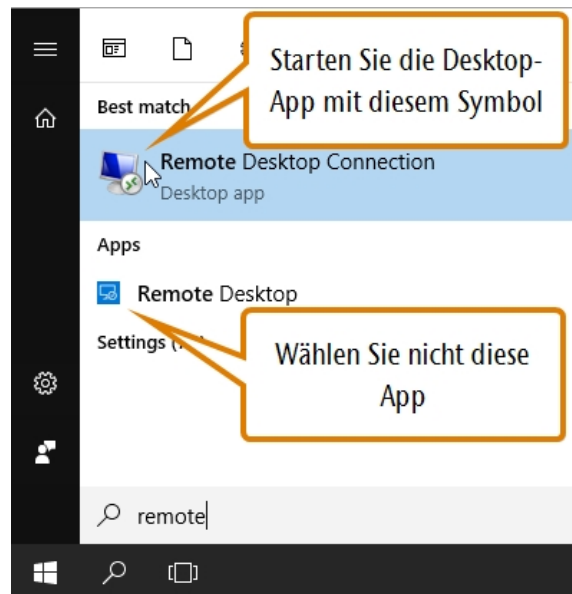 Starten Sie die Desktop-
App mit diesem Symbol
Best match
Remote Desktop Connection
Desktop app
Apps
Remote Desktop
Settings
Wählen Sie nicht diese
App
remote